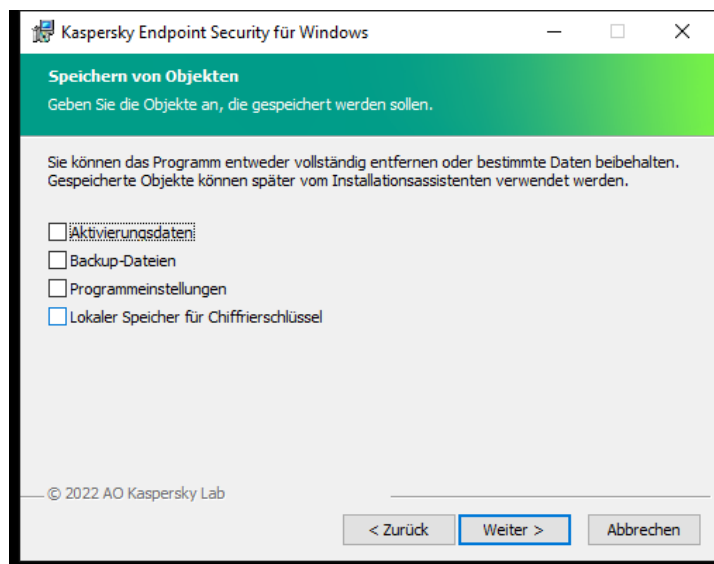 Kaspersky Endpoint Security für Windows
Speichern von Objekten
Geben Sie die Objekte an, die gespeichert werden sollen.
Sie können das Programm entweder vollständig entfernen oder bestimmte Daten beibehalten.
Gespeicherte Objekte können später vom Installationsassistenten verwendet werden.
Aktivierungsdaten
Backup-Dateien
Programmeinstellungen
Lokaler Speicher für Chiffrierschlüssel
© 2022 AO Kaspersky Lab
< Zurück Weiter > Abbrechen